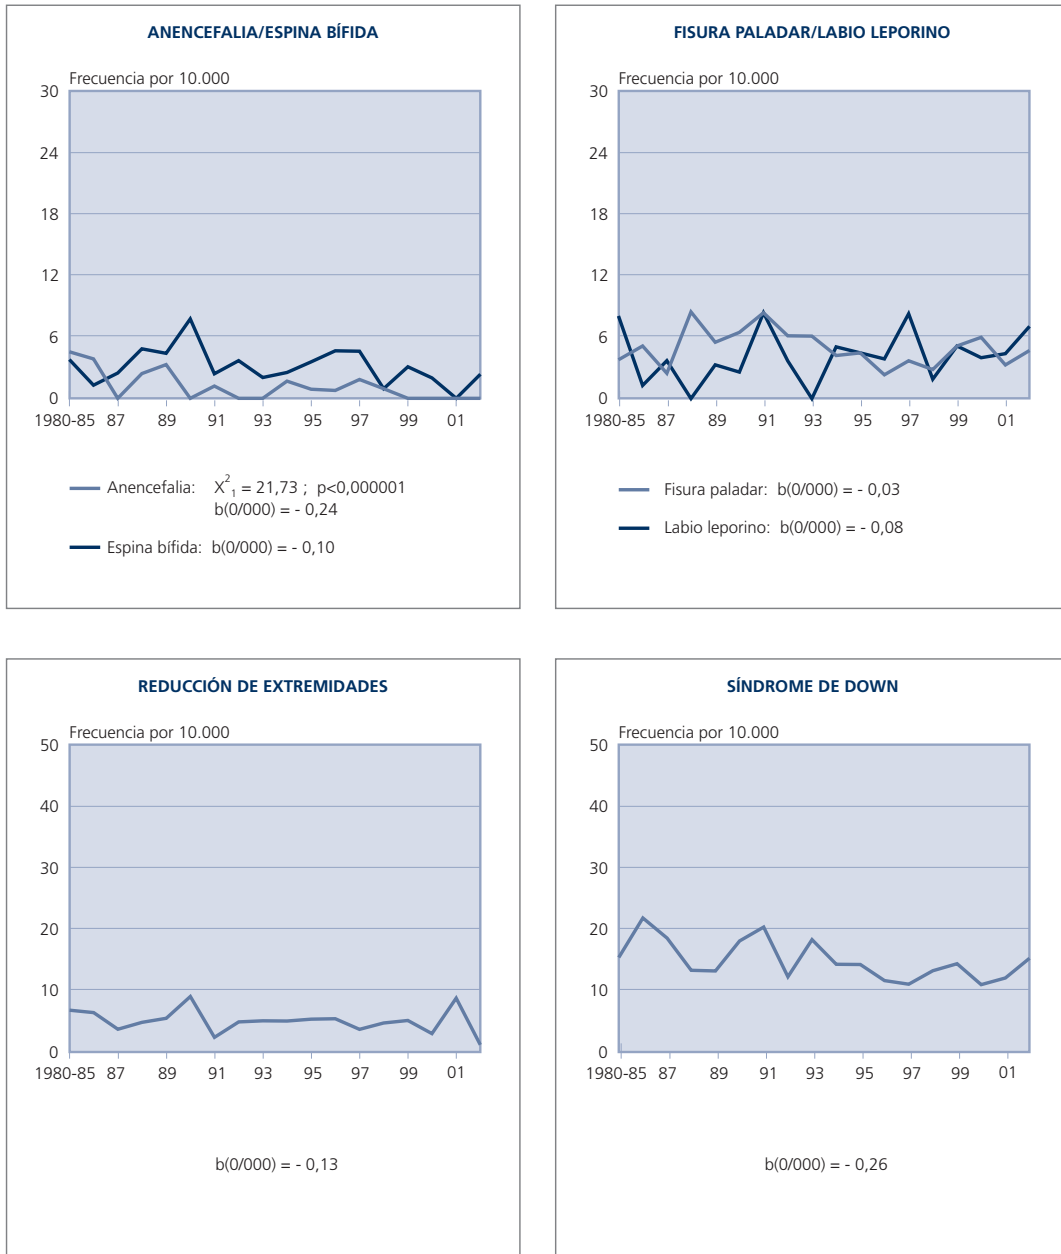 ANENCEFALIA/ESPINA BÍFIDA
Frecuencia por 10.000
30
24
18
12
6
0
1980-85 87 89 91 93 95 97 99 01
Anencefalia: X²₁ = 21,73 ; p<0,000001
b(0/000) = - 0,24
Espina bífida: b(0/000) = - 0,10
FISURA PALADAR/LABIO LEPORINO
Frecuencia por 10.000
30
24
18
12
6
0
1980-85 87 89 91 93 95 97 99 01
Fisura paladar: b(0/000) = - 0,03
Labio leporino: b(0/000) = - 0,08
REDUCCIÓN DE EXTREMIDADES
Frecuencia por 10.000
50
40
30
20
10
0
1980-85 87 89 91 93 95 97 99 01
b(0/000) = - 0,13
SÍNDROME DE DOWN
Frecuencia por 10.000
50
40
30
20
10
0
1980-85 87 89 91 93 95 97 99 01
b(0/000) = - 0,26